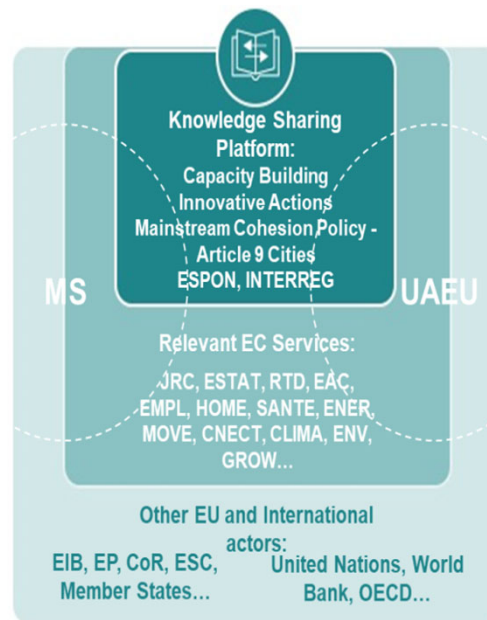 Knowledge Sharing
Platform:
Capacity Building
Innovative Actions
Mainstream Cohesion Policy -
Article 9 Cities
ESPON, INTERREG
MS
UAEU
Relevant EC Services:
JRC, ESTAT, RTD, EAC,
EMPL, HOME, SANTE, ENER,
MOVE, CNECT, CLIMA, ENV,
GROW...
Other EU and International
actors:
EIB, EP, CoR, ESC,
Member States...
United Nations, World
Bank, OECD...